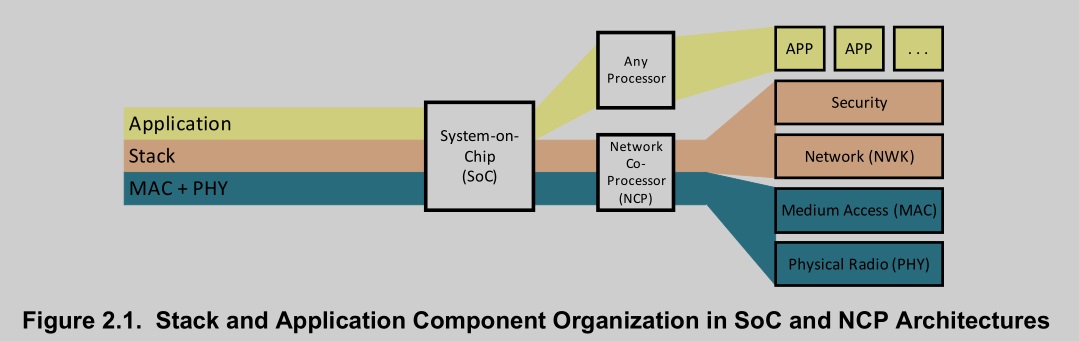 Application
Stack
MAC + PHY
System-on-
Chip
(SoC)
Any
Processor
Network
Co-
Processor
(NCP)
APP
APP
...
Security
Network (NWK)
Medium Access (MAC)
Physical Radio (PHY)
Figure 2.1. Stack and Application Component Organization in SoC and NCP Architectures